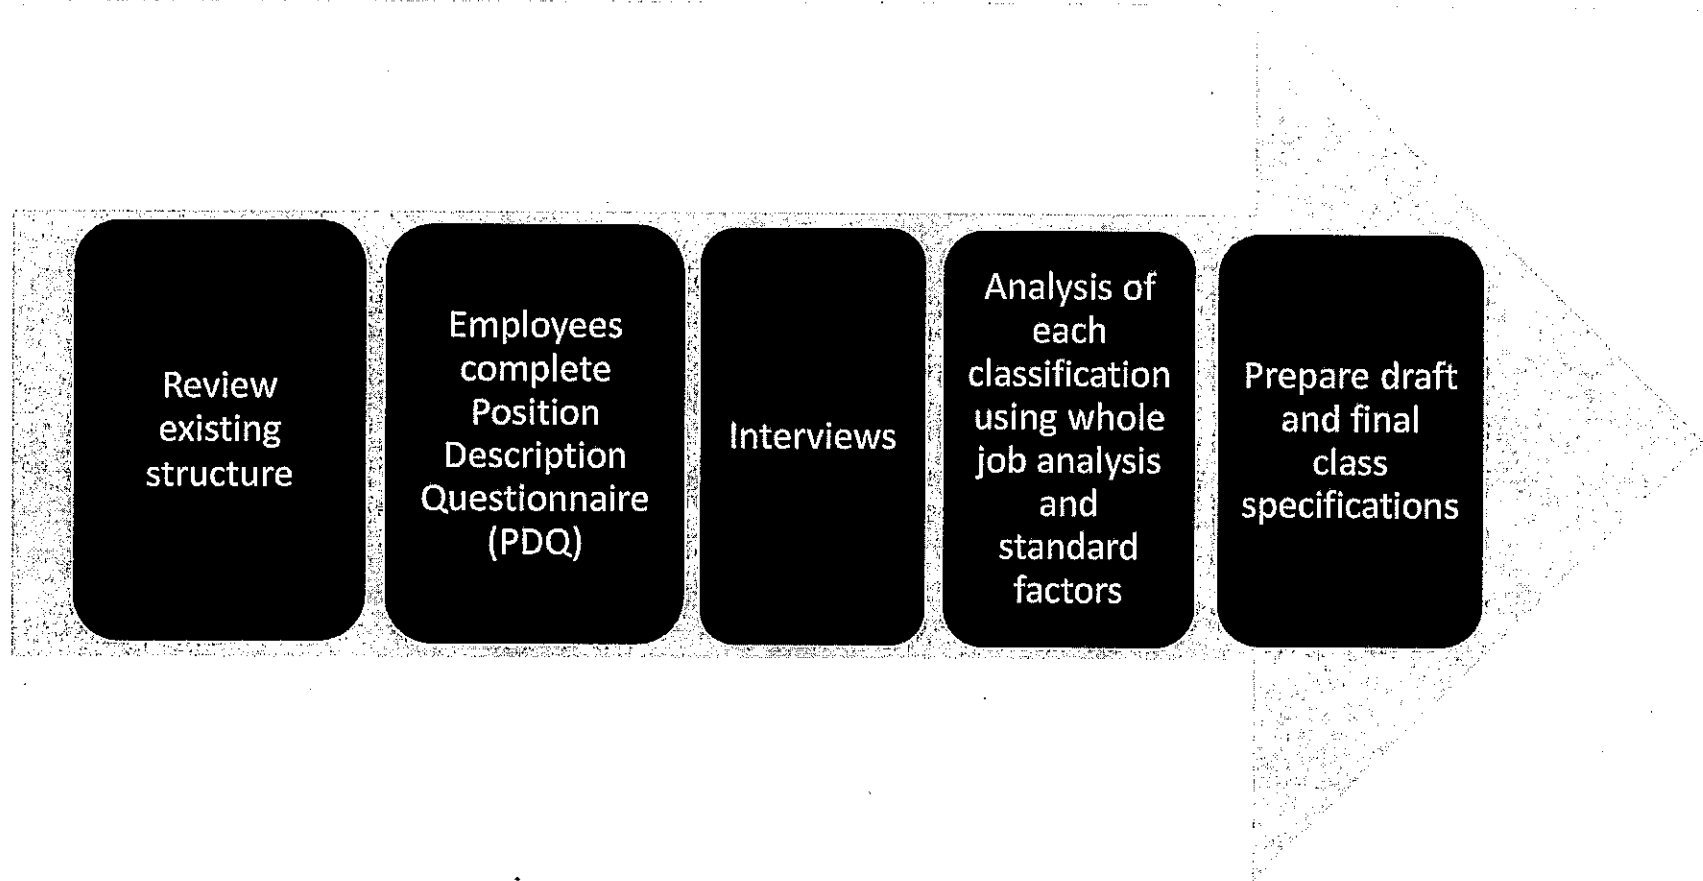 Review
existing
structure
Employees
complete
Position
Description
Questionnaire
(PDQ)
Interviews
Analysis of
each
classification
using whole
job analysis
and
standard
factors
Prepare draft
and final
class
specifications